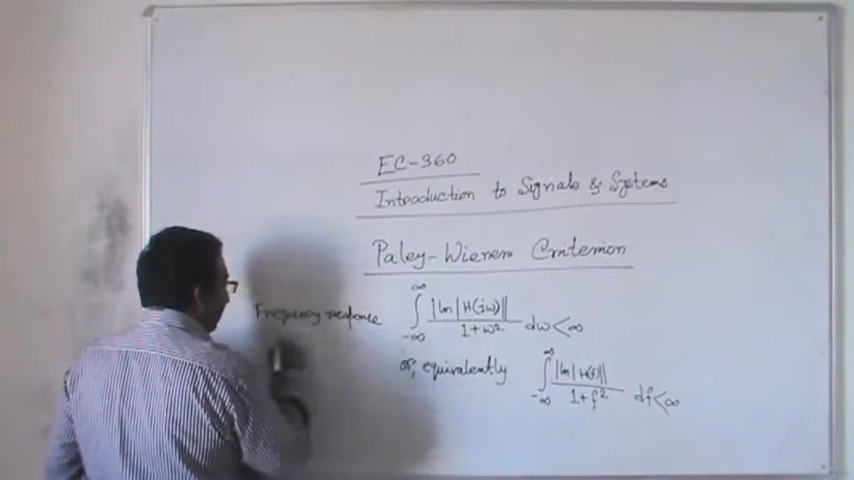 EC-360
Introduction to Signals & Systems
Paley-Wiener Criterion
Frequency response ∫_{-∞}^{∞} |ln|H(jω)|| / 1+ω² dω<∞
or, equivalently ∫_{-∞}^{∞} |ln|H(f)|| / 1+f² df<∞